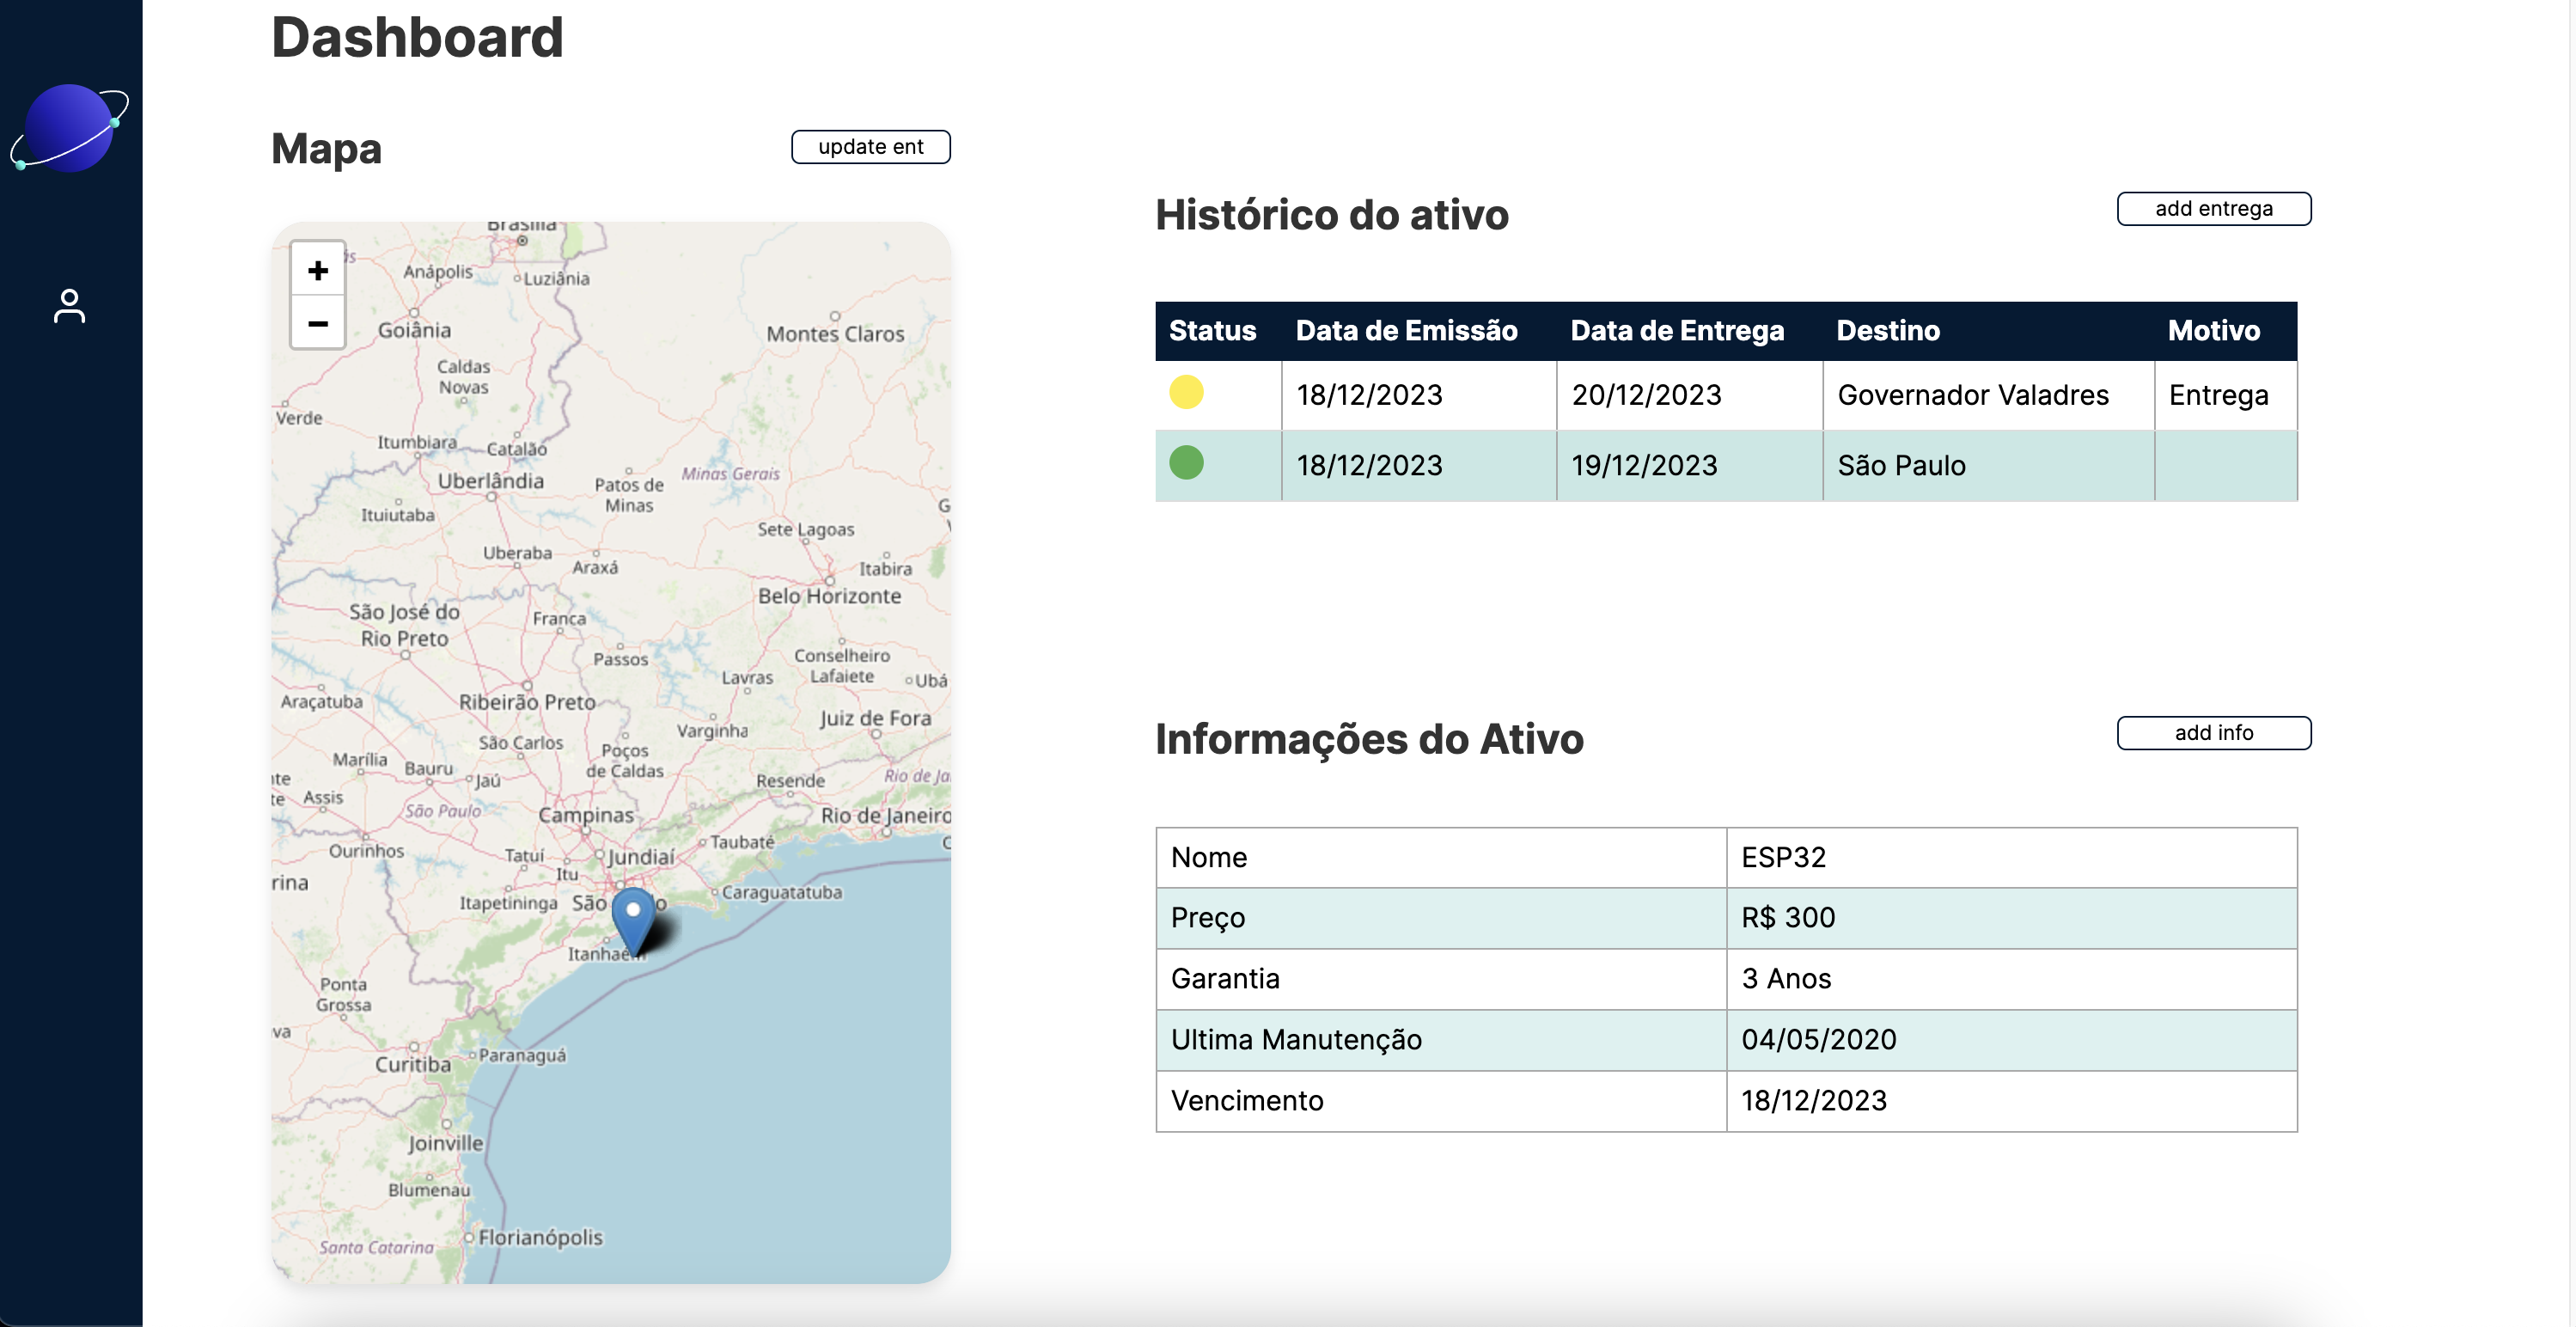 Dashboard
Mapa
update ent
+
−
Brasília
Anápolis
Luziânia
Goiânia
Montes Claros
Caldas
Novas
Verde
Itumbiara
Catalão
Uberlândia
Patos de
Minas
Minas Gerais
Ituiutaba
Sete Lagoas
Uberaba
Araxá
Itabira
Belo Horizonte
São José do
Rio Preto
Franca
Passos
Conselheiro
Lafaiete
Lavras
Ubá
Araçatuba
Ribeirão Preto
Juiz de Fora
Varginha
São Carlos
Poços
de Caldas
Marília
Bauru
Jaú
Resende
Rio de Ja
Assis
São Paulo
Campinas
Rio de Janeiro
Ourinhos
Tatuí
Jundiaí
Taubaté
Itu
rina
Itapetininga
São
o
Caraguatatuba
Itanhaém
Ponta
Grossa
va
Curitiba
Paranaguá
Joinville
Blumenau
Florianópolis
Santa Catarina
Histórico do ativo
add entrega
Status Data de Emissão Data de Entrega Destino Motivo
18/12/2023 20/12/2023 Governador Valadres Entrega
18/12/2023 19/12/2023 São Paulo
Informações do Ativo
add info
Nome ESP32
Preço R$ 300
Garantia 3 Anos
Ultima Manutenção 04/05/2020
Vencimento 18/12/2023